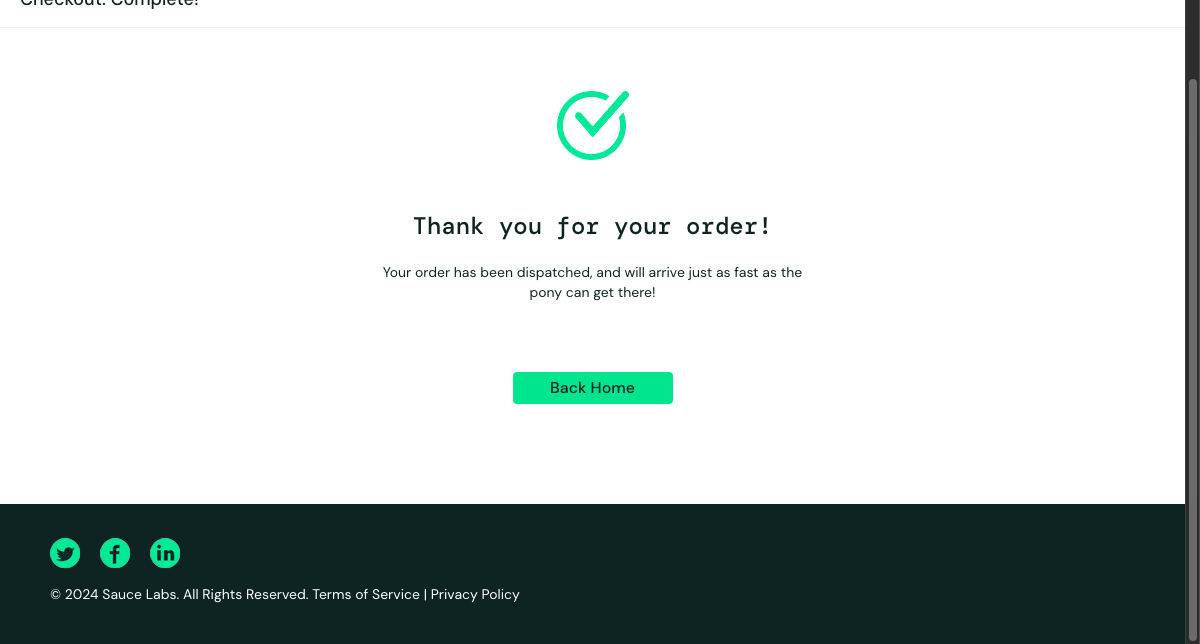 Checkout: Complete!
Thank you for your order!
Your order has been dispatched, and will arrive just as fast as the
pony can get there!
Back Home
© 2024 Sauce Labs. All Rights Reserved. Terms of Service | Privacy Policy